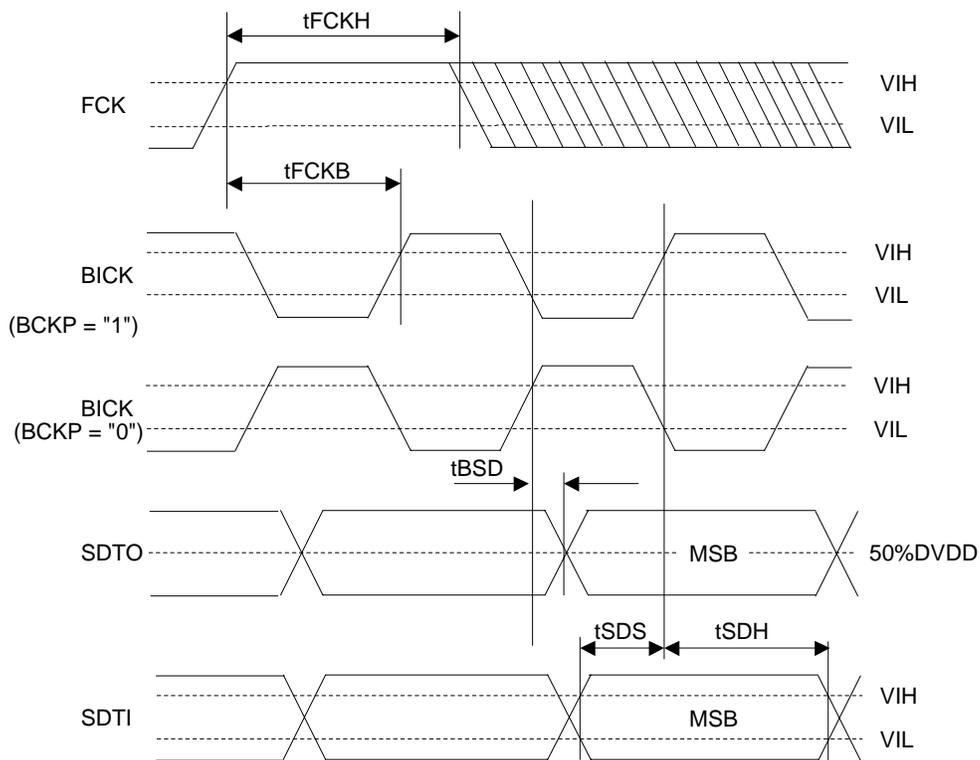 tFCKH
FCK
VIH
VIL
tFCKB
BICK
(BCKP = "1")
VIH
VIL
BICK
(BCKP = "0")
VIH
VIL
tBSD
SDTO
MSB
50%DVDD
tSDS
tSDH
SDTI
MSB
VIH
VIL